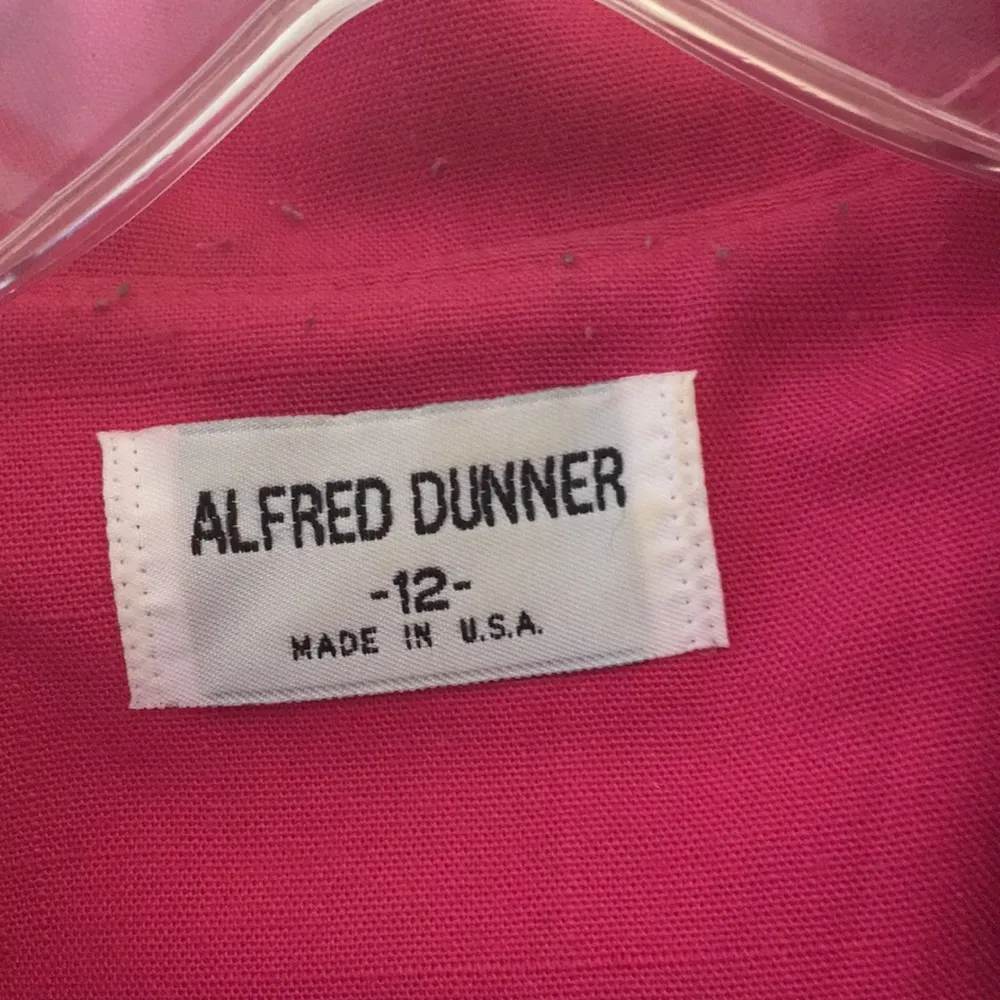 ALFRED DUNNER
-12-
MADE IN U.S.A.